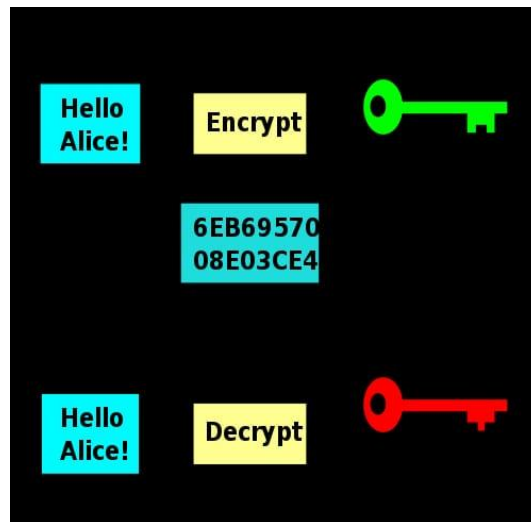 Hello
Alice!
Encrypt
6EB69570
08E03CE4
Hello
Alice!
Decrypt